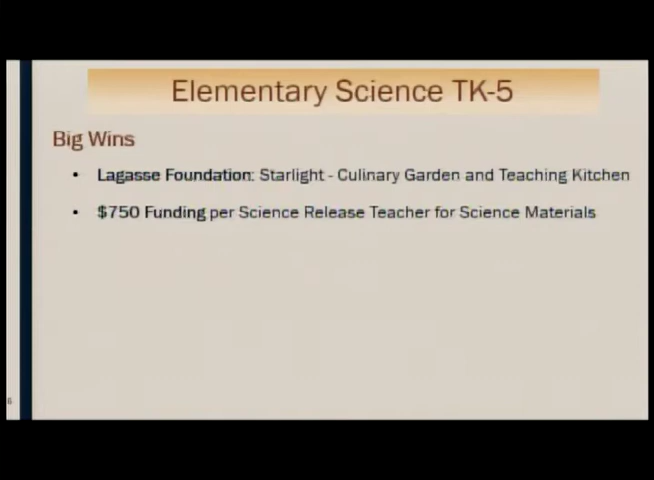 Elementary Science TK-5
Big Wins
• Lagasse Foundation: Starlight - Culinary Garden and Teaching Kitchen
• $750 Funding per Science Release Teacher for Science Materials